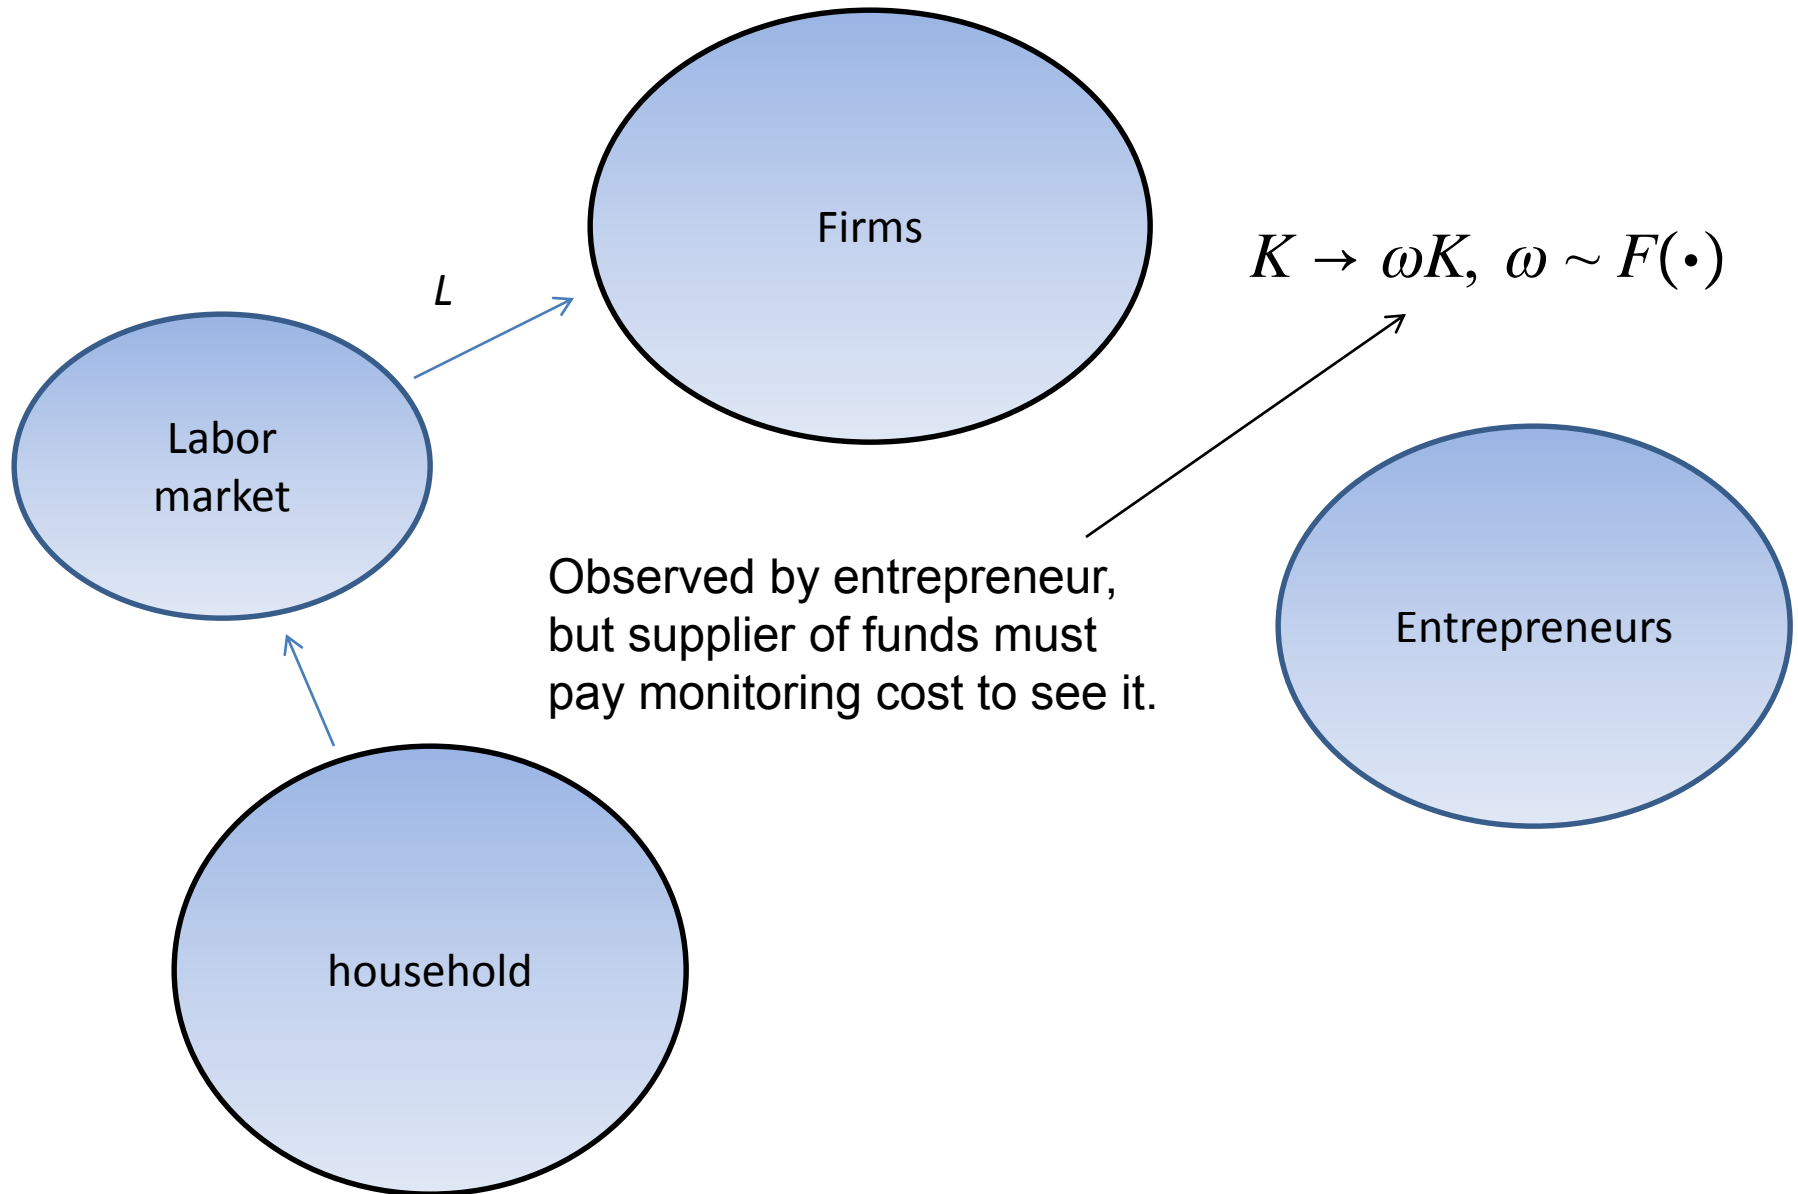 Firms
K → ωK, ω ~ F(·)
L
Labor
market
Observed by entrepreneur,
but supplier of funds must
pay monitoring cost to see it.
Entrepreneurs
household